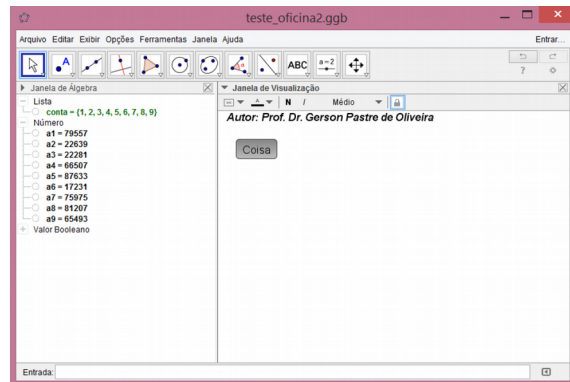 teste_oficina2.ggb
Arquivo Editar Exibir Opções Ferramentas Janela Ajuda Entrar...
A ABC a=2 ?
Janela de Álgebra
Janela de Visualização
N I Médio
Lista
conta = {1, 2, 3, 4, 5, 6, 7, 8, 9}
Número
a1 = 79557
a2 = 22639
a3 = 22281
a4 = 66507
a5 = 87633
a6 = 17231
a7 = 75975
a8 = 81207
a9 = 65493
Valor Booleano
Autor: Prof. Dr. Gerson Pastre de Oliveira
Coisa
Entrada: